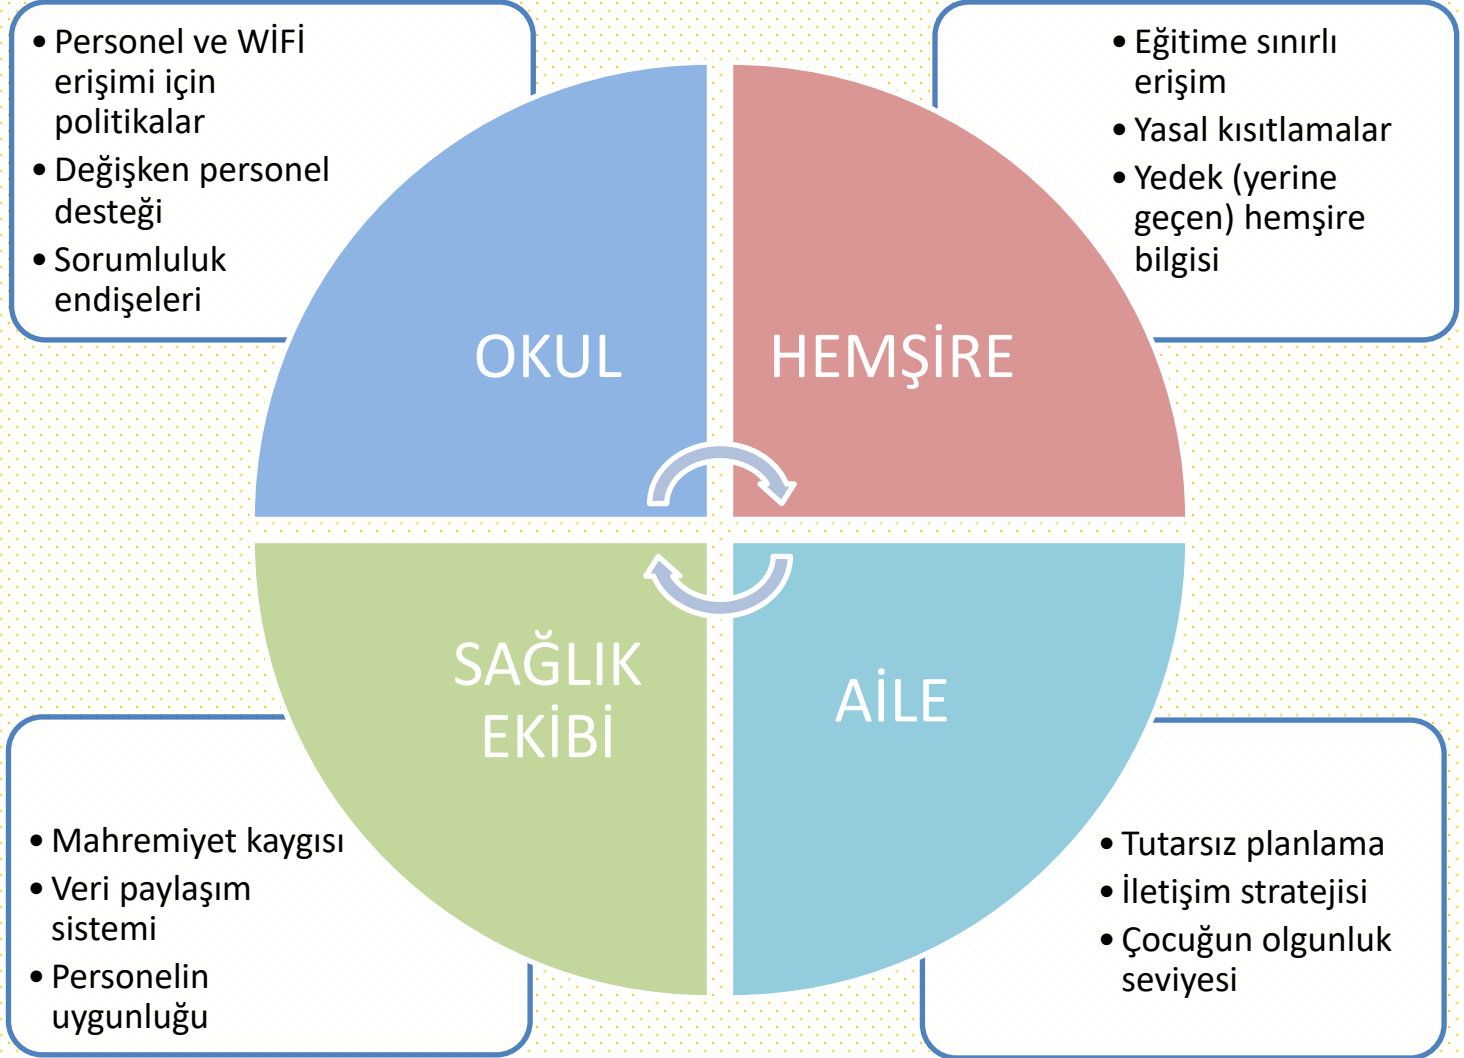 • Personel ve WİFİ
erişimi için
politikalar
• Değişken personel
desteği
• Sorumluluk
endişeleri
• Eğitime sınırlı
erişim
• Yasal kısıtlamalar
• Yedek (yerine
geçen) hemşire
bilgisi
OKUL
HEMŞİRE
SAĞLIK
EKİBİ
AİLE
• Mahremiyet kaygısı
• Veri paylaşım
sistemi
• Personelin
uygunluğu
• Tutarsız planlama
• İletişim stratejisi
• Çocuğun olgunluk
seviyesi